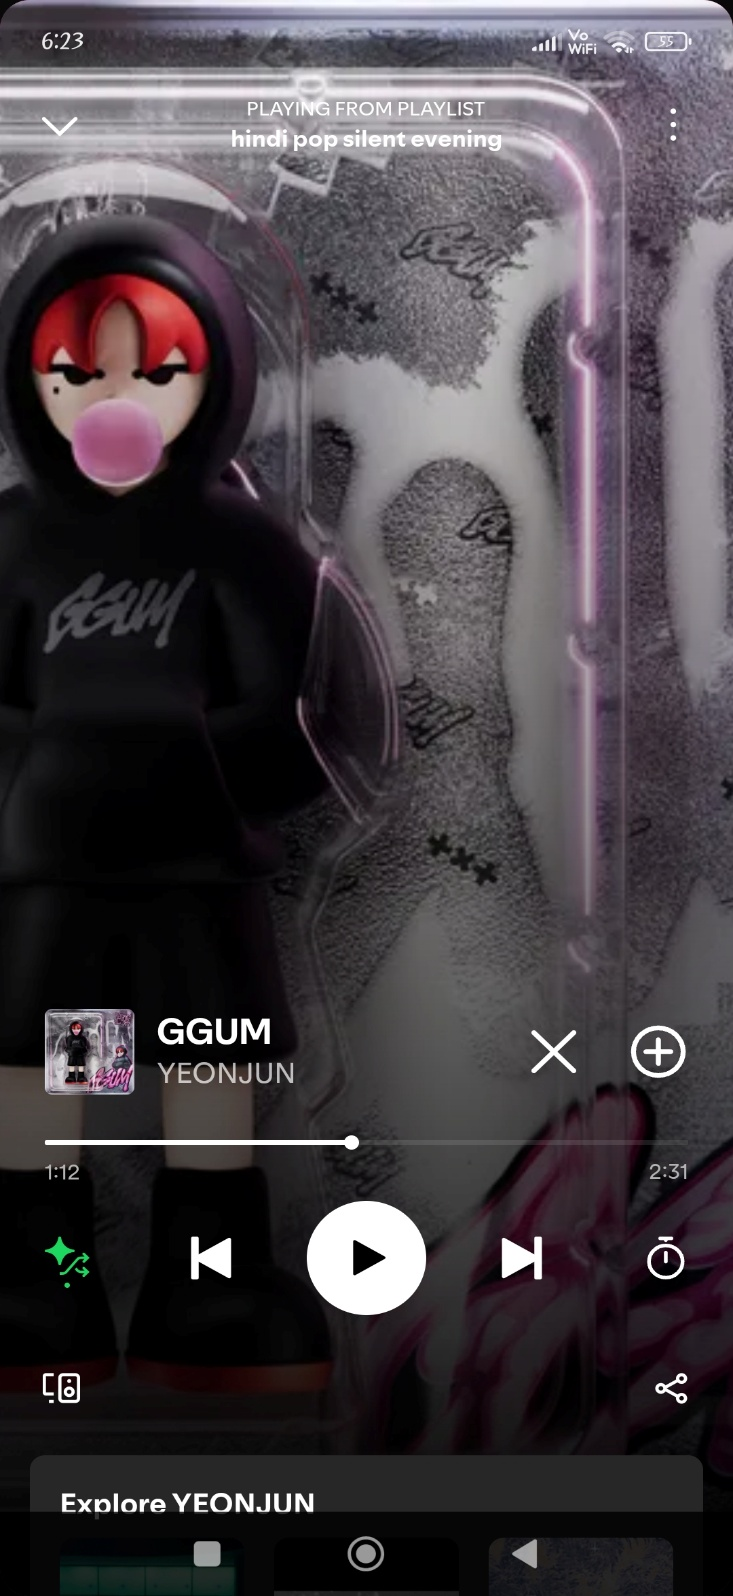 6:23
Vo
WiFi
55
PLAYING FROM PLAYLIST
hindi pop silent evening
GGUM
GGUM
YEONJUN
1:12
2:31
Explore YEONJUN